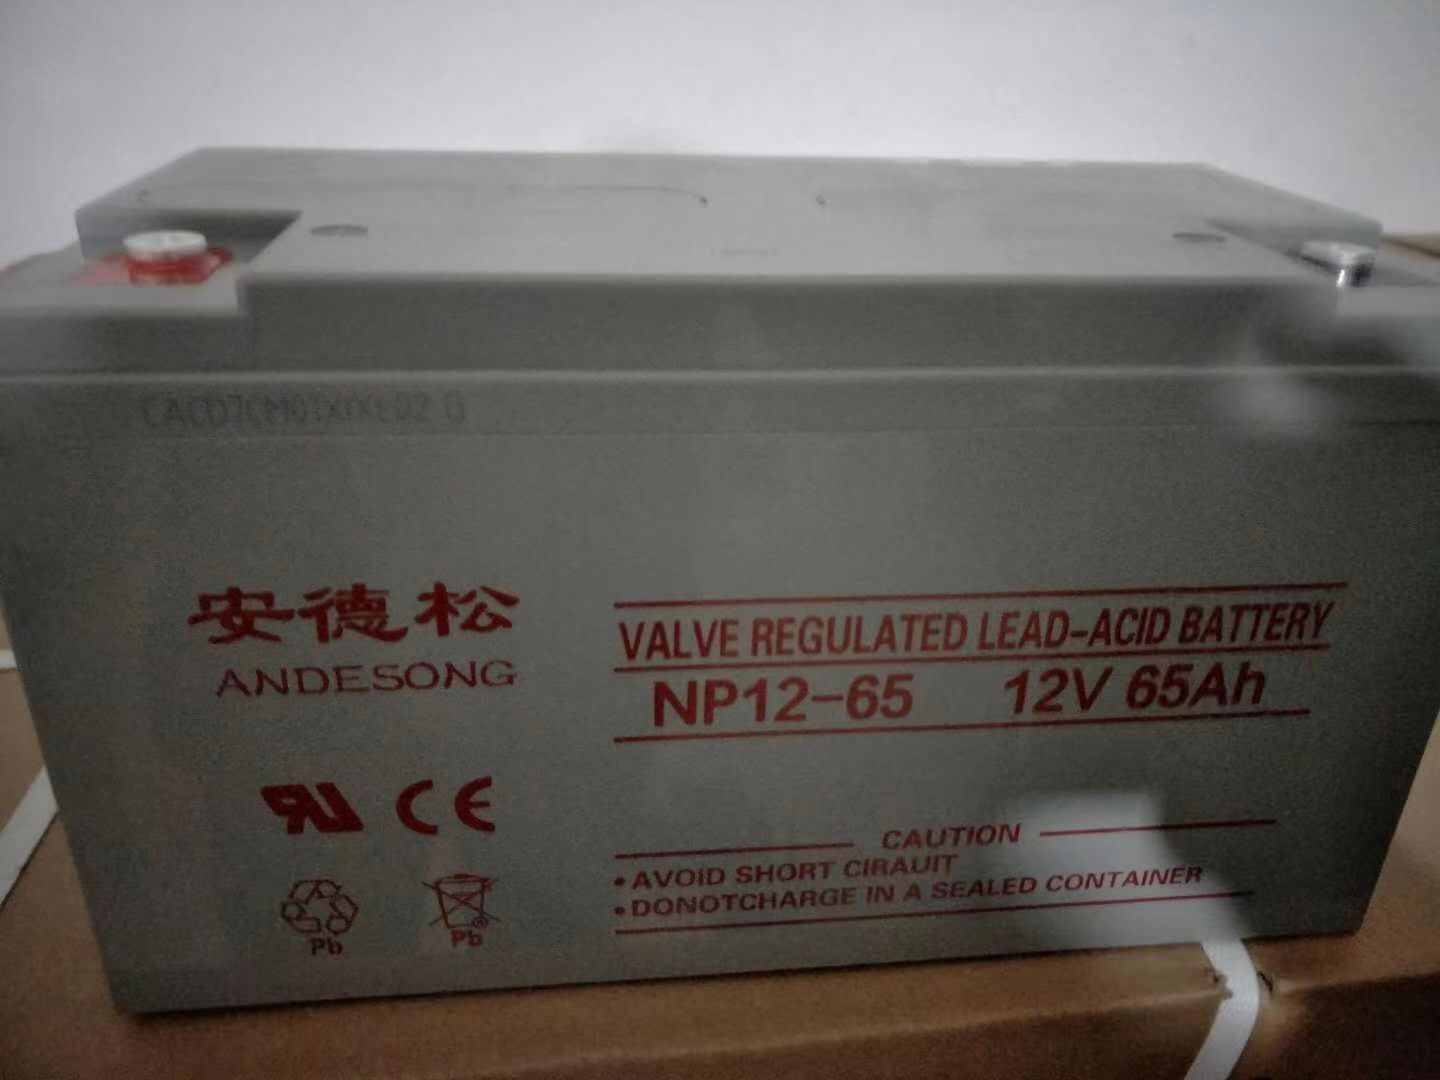 安德松
ANDESONG
VALVE REGULATED LEAD-ACID BATTERY
NP12-65 12V 65Ah
CE
Pb
Pb
CAUTION
•AVOID SHORT CIRAUIT
•DONOTCHARGE IN A SEALED CONTAINER